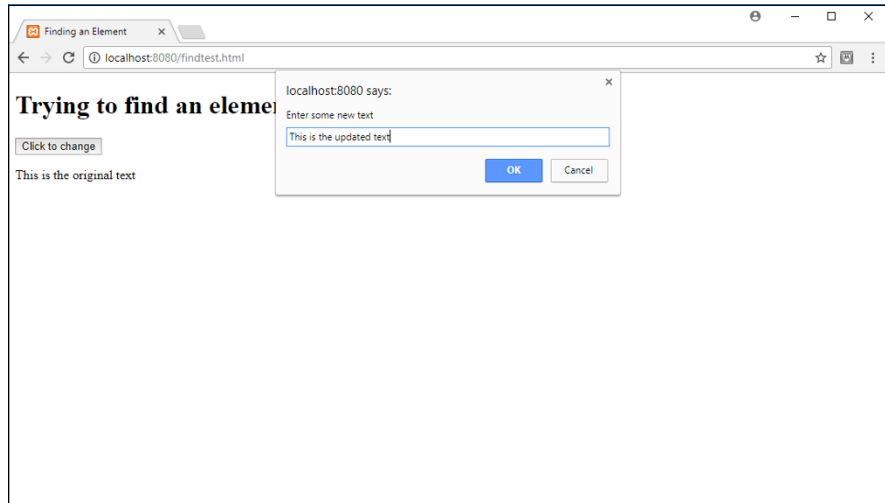 Finding an Element
localhost:8080/findtest.html
localhost:8080 says:
Enter some new text
This is the updated text
OK Cancel
Trying to find an eleme
Click to change
This is the original text